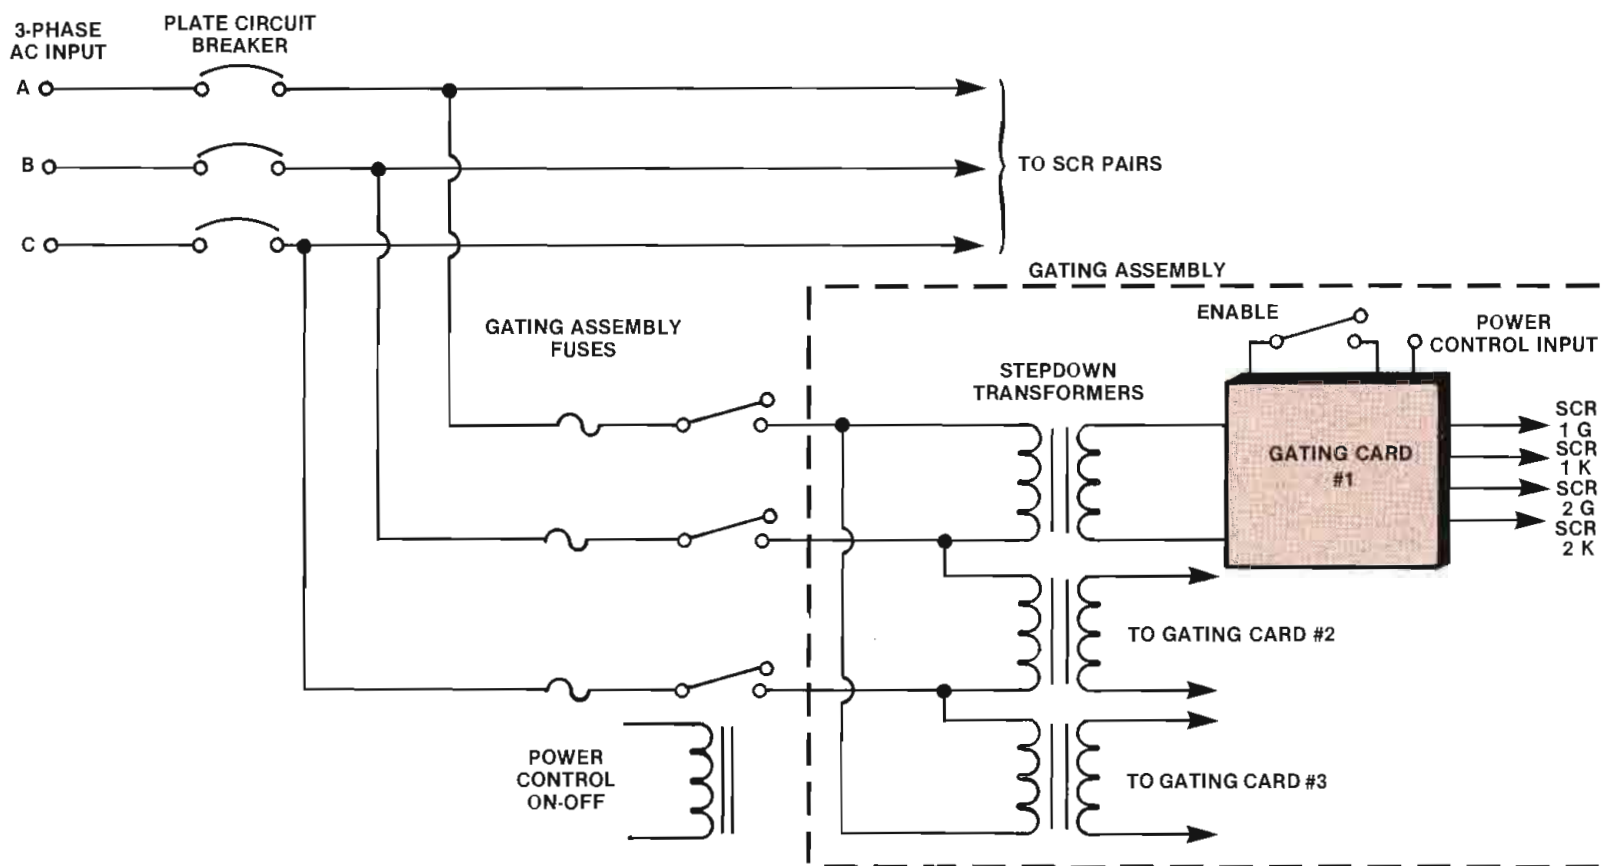 3-PHASE
AC INPUT
PLATE CIRCUIT
BREAKER
A
B
C
TO SCR PAIRS
GATING ASSEMBLY
GATING ASSEMBLY
FUSES
STEPDOWN
TRANSFORMERS
ENABLE
POWER
CONTROL INPUT
GATING CARD
#1
SCR
1 G
SCR
1 K
SCR
2 G
SCR
2 K
TO GATING CARD #2
TO GATING CARD #3
POWER
CONTROL
ON-OFF